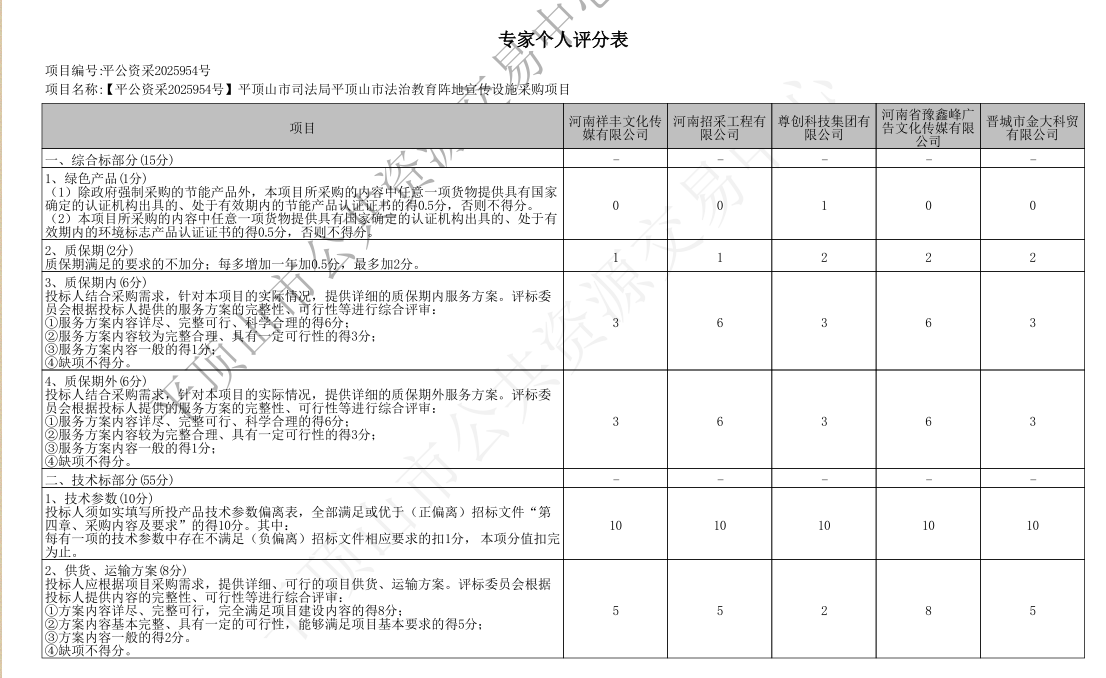 专家个人评分表
项目编号:平公资采2025954号
项目名称:【平公资采2025954号】平顶山市司法局平顶山市法治教育阵地宣传设施采购项目
项目
河南祥丰文化传
媒有限公司
河南招采工程有
限公司
尊创科技集团有
限公司
河南省豫鑫峰广
告文化传媒有限
公司
晋城市金大科贸
有限公司
一、综合标部分(15分) － － － － －
1、绿色产品(1分)
（1）除政府强制采购的节能产品外，本项目所采购的内容中任意一项货物提供具有国家
确定的认证机构出具的、处于有效期内的节能产品认证证书的得0.5分，否则不得分。
（2）本项目所采购的内容中任意一项货物提供具有国家确定的认证机构出具的、处于有
效期内的环境标志产品认证证书的得0.5分，否则不得分。
0 0 1 0 0
2、质保期(2分)
质保期满足的要求的不加分；每多增加一年加0.5分，最多加2分。
1 1 2 2 2
3、质保期内(6分)
投标人结合采购需求，针对本项目的实际情况，提供详细的质保期内服务方案。评标委
员会根据投标人提供的服务方案的完整性、可行性等进行综合评审：
①服务方案内容详尽、完整可行、科学合理的得6分；
②服务方案内容较为完整合理、具有一定可行性的得3分；
③服务方案内容一般的得1分；
④缺项不得分。
3 6 3 6 3
4、质保期外(6分)
投标人结合采购需求，针对本项目的实际情况，提供详细的质保期外服务方案。评标委
员会根据投标人提供的服务方案的完整性、可行性等进行综合评审：
①服务方案内容详尽、完整可行、科学合理的得6分；
②服务方案内容较为完整合理、具有一定可行性的得3分；
③服务方案内容一般的得1分；
④缺项不得分。
3 6 3 6 3
二、技术标部分(55分) － － － － －
1、技术参数(10分)
投标人须如实填写所投产品技术参数偏离表，全部满足或优于（正偏离）招标文件“第
四章、采购内容及要求”的得10分。其中：
每有一项的技术参数中存在不满足（负偏离）招标文件相应要求的扣1分， 本项分值扣完
为止。
10 10 10 10 10
2、供货、运输方案(8分)
投标人应根据项目采购需求，提供详细、可行的项目供货、运输方案。评标委员会根据
投标人提供内容的完整性、可行性等进行综合评审：
①方案内容详尽、完整可行，完全满足项目建设内容的得8分；
②方案内容基本完整、具有一定的可行性，能够满足项目基本要求的得5分；
③方案内容一般的得2分。
④缺项不得分。
5 5 2 8 5
平顶山市公共资源交易中心
平顶山市公共资源交易中心